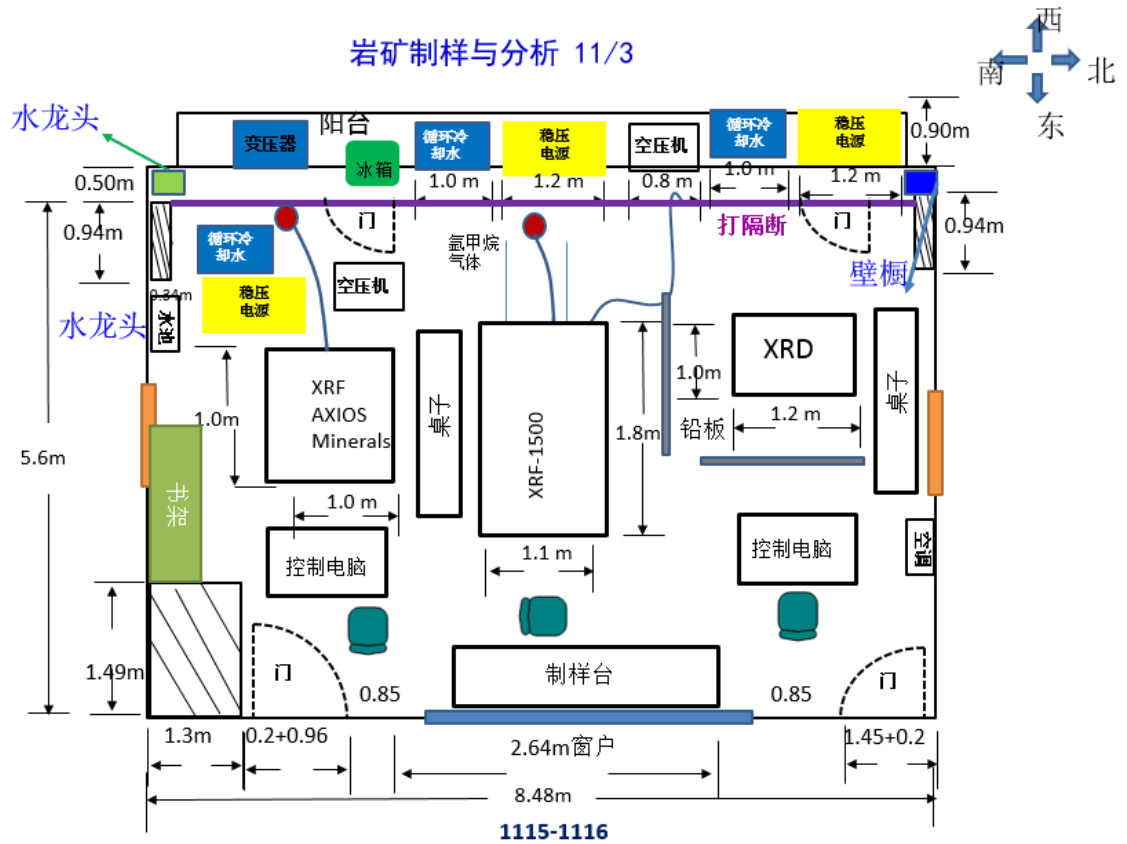 西
岩矿制样与分析 11/3
南
北
东
水龙头
阳台
变压器
冰箱
循环冷
却水
稳压
电源
空压机
循环冷
却水
稳压
电源
0.90m
0.50m
1.0 m
1.2 m
0.8 m
1.0 m
1.2 m
0.94m
门
打隔断
门
0.94m
循环冷
却水
氩甲烷
气体
壁橱
空压机
0.34m
稳压
电源
水龙头
水池
XRF
AXIOS
Minerals
桌子
XRF-1500
XRD
桌子
1.0m
1.0m
1.2 m
1.8m
铅板
5.6m
书架
1.0 m
控制电脑
1.1 m
控制电脑
空调
1.49m
门
0.85
制样台
0.85
门
1.3m
0.2+0.96
2.64m窗户
1.45+0.2
8.48m
1115-1116